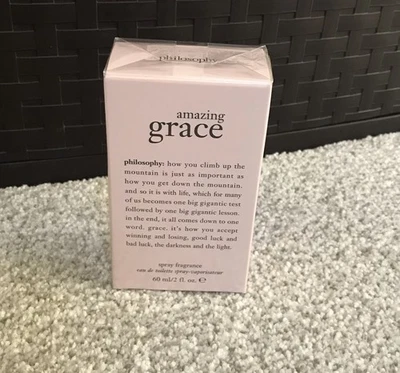 philosophy
amazing
grace
philosophy: how you climb up the
mountain is just as important as
how you get down the mountain.
and so it is with life, which for many
of us becomes one big gigantic test
followed by one big gigantic lesson.
in the end, it all comes down to one
word. grace. it's how you accept
winning and losing, good luck and
bad luck, the darkness and the light.
spray fragrance
eau de toilette spray-vaporisateur
60 ml/2 fl. oz. ℮